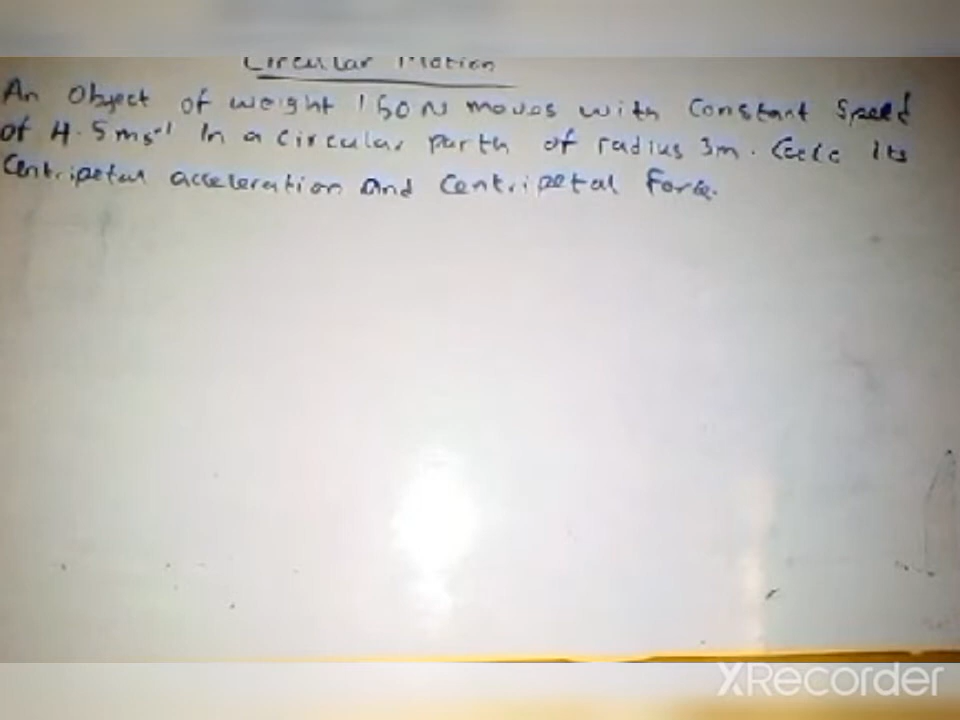 Circular Motion
An Object of weight 150N moves with Constant Speed
of 4.5ms-1 In a circular parth of radius 3m. Calc Its
Centripetal acceleration and Centripetal Force.
XRecorder